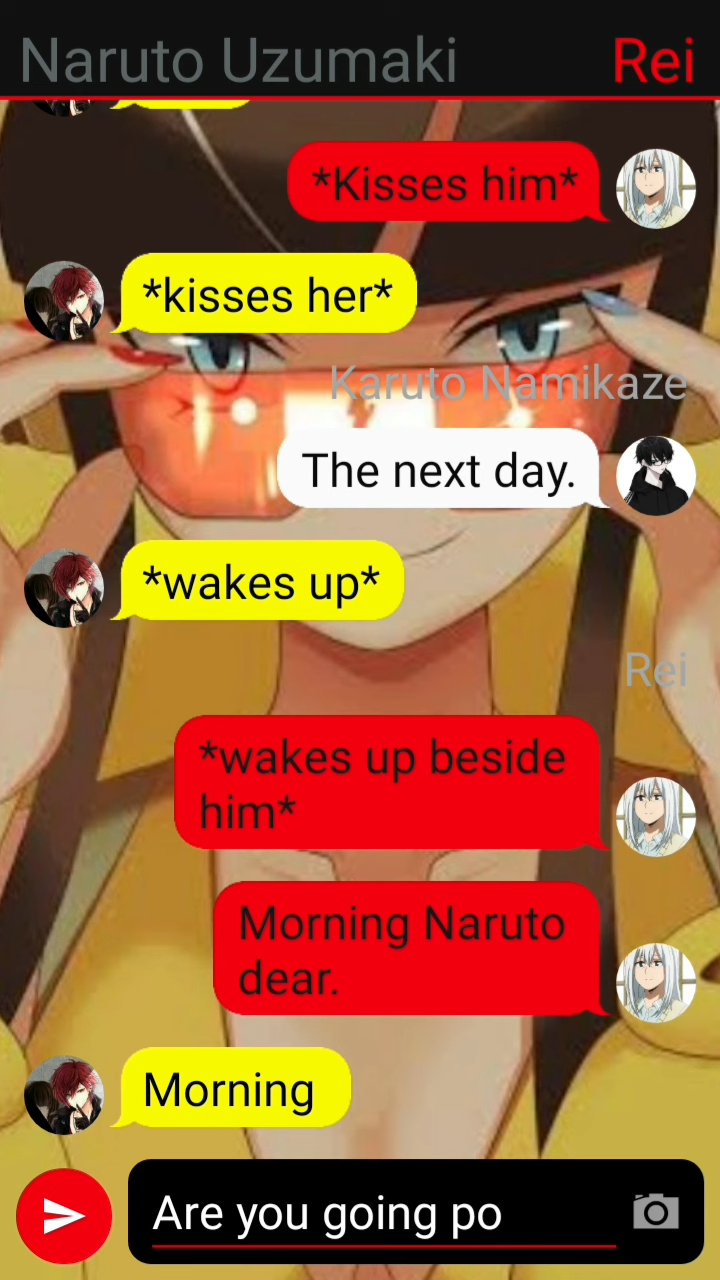 Naruto Uzumaki Rei
*Kisses him*
*kisses her*
Karuto Namikaze
The next day.
*wakes up*
Rei
*wakes up beside
him*
Morning Naruto
dear.
Morning
Are you going po